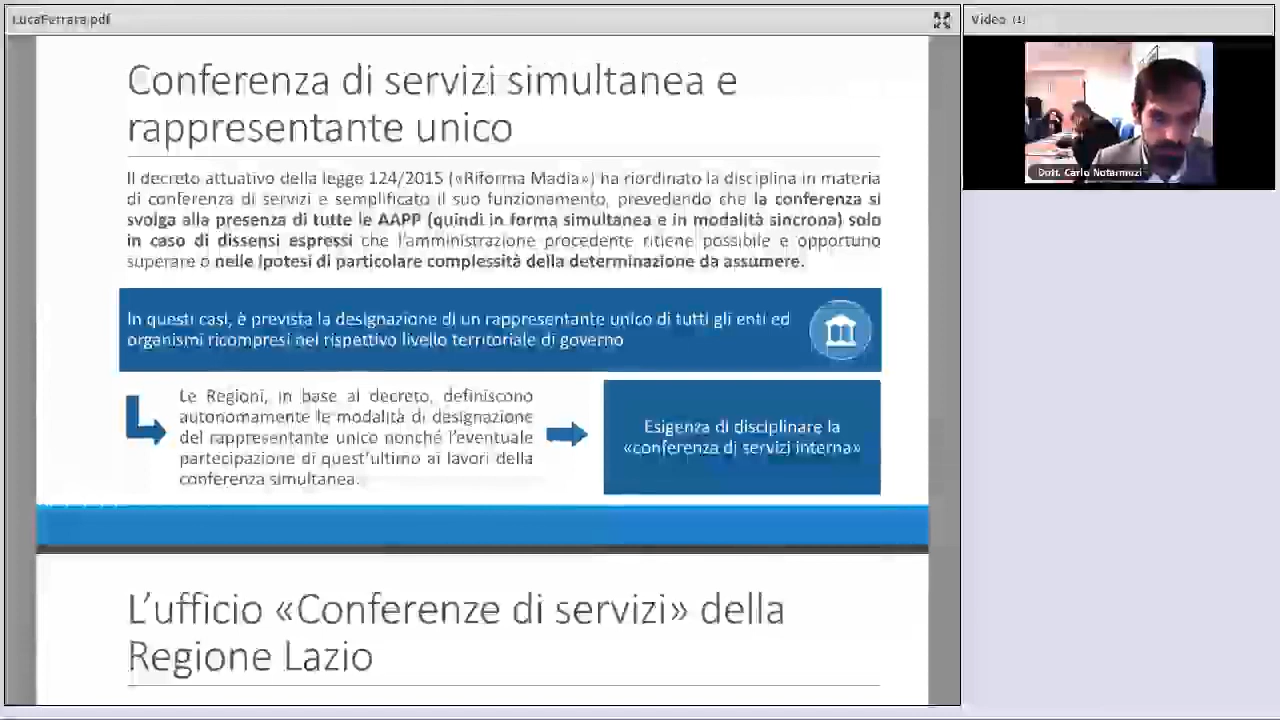 LucaFerrara.pdf
Video (1)
Dott. Carlo Notarmuzi
Conferenza di servizi simultanea e
rappresentante unico
Il decreto attuativo della legge 124/2015 («Riforma Madia») ha riordinato la disciplina in materia
di conferenza di servizi e semplificato il suo funzionamento, prevedendo che la conferenza si
svolga alla presenza di tutte le AAPP (quindi in forma simultanea e in modalità sincrona) solo
in caso di dissensi espressi che l'amministrazione procedente ritiene possibile e opportuno
superare o nelle ipotesi di particolare complessità della determinazione da assumere.
In questi casi, è prevista la designazione di un rappresentante unico di tutti gli enti ed
organismi ricompresi nel rispettivo livello territoriale di governo
Le Regioni, in base al decreto, definiscono
autonomamente le modalità di designazione
del rappresentante unico nonché l'eventuale
partecipazione di quest'ultimo ai lavori della
conferenza simultanea.
Esigenza di disciplinare la
«conferenza di servizi interna»
L'ufficio «Conferenze di servizi» della
Regione Lazio